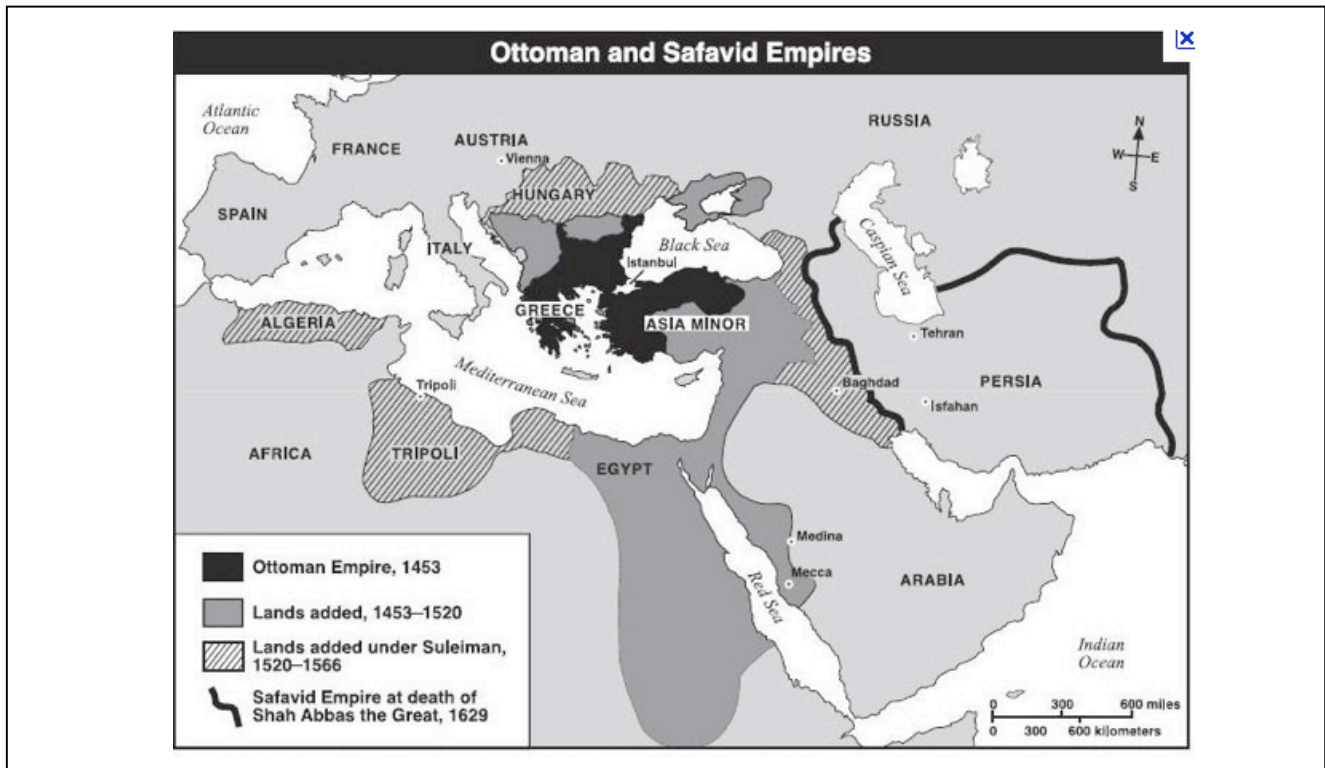 Ottoman and Safavid Empires
Atlantic
Ocean
FRANCE
AUSTRIA
Vienna
RUSSIA
N
W
E
S
HUNGARY
SPAIN
ITALY
Black Sea
Istanbul
Caspian Sea
GREECE
ASIA MINOR
ALGERIA
Tehran
Mediterranean Sea
Tripoli
Baghdad
PERSIA
Isfahan
AFRICA
TRIPOLI
EGYPT
Medina
Mecca
Red Sea
ARABIA
Indian
Ocean
Ottoman Empire, 1453
Lands added, 1453–1520
Lands added under Suleiman,
1520–1566
Safavid Empire at death of
Shah Abbas the Great, 1629
0 300 600 miles
0 300 600 kilometers